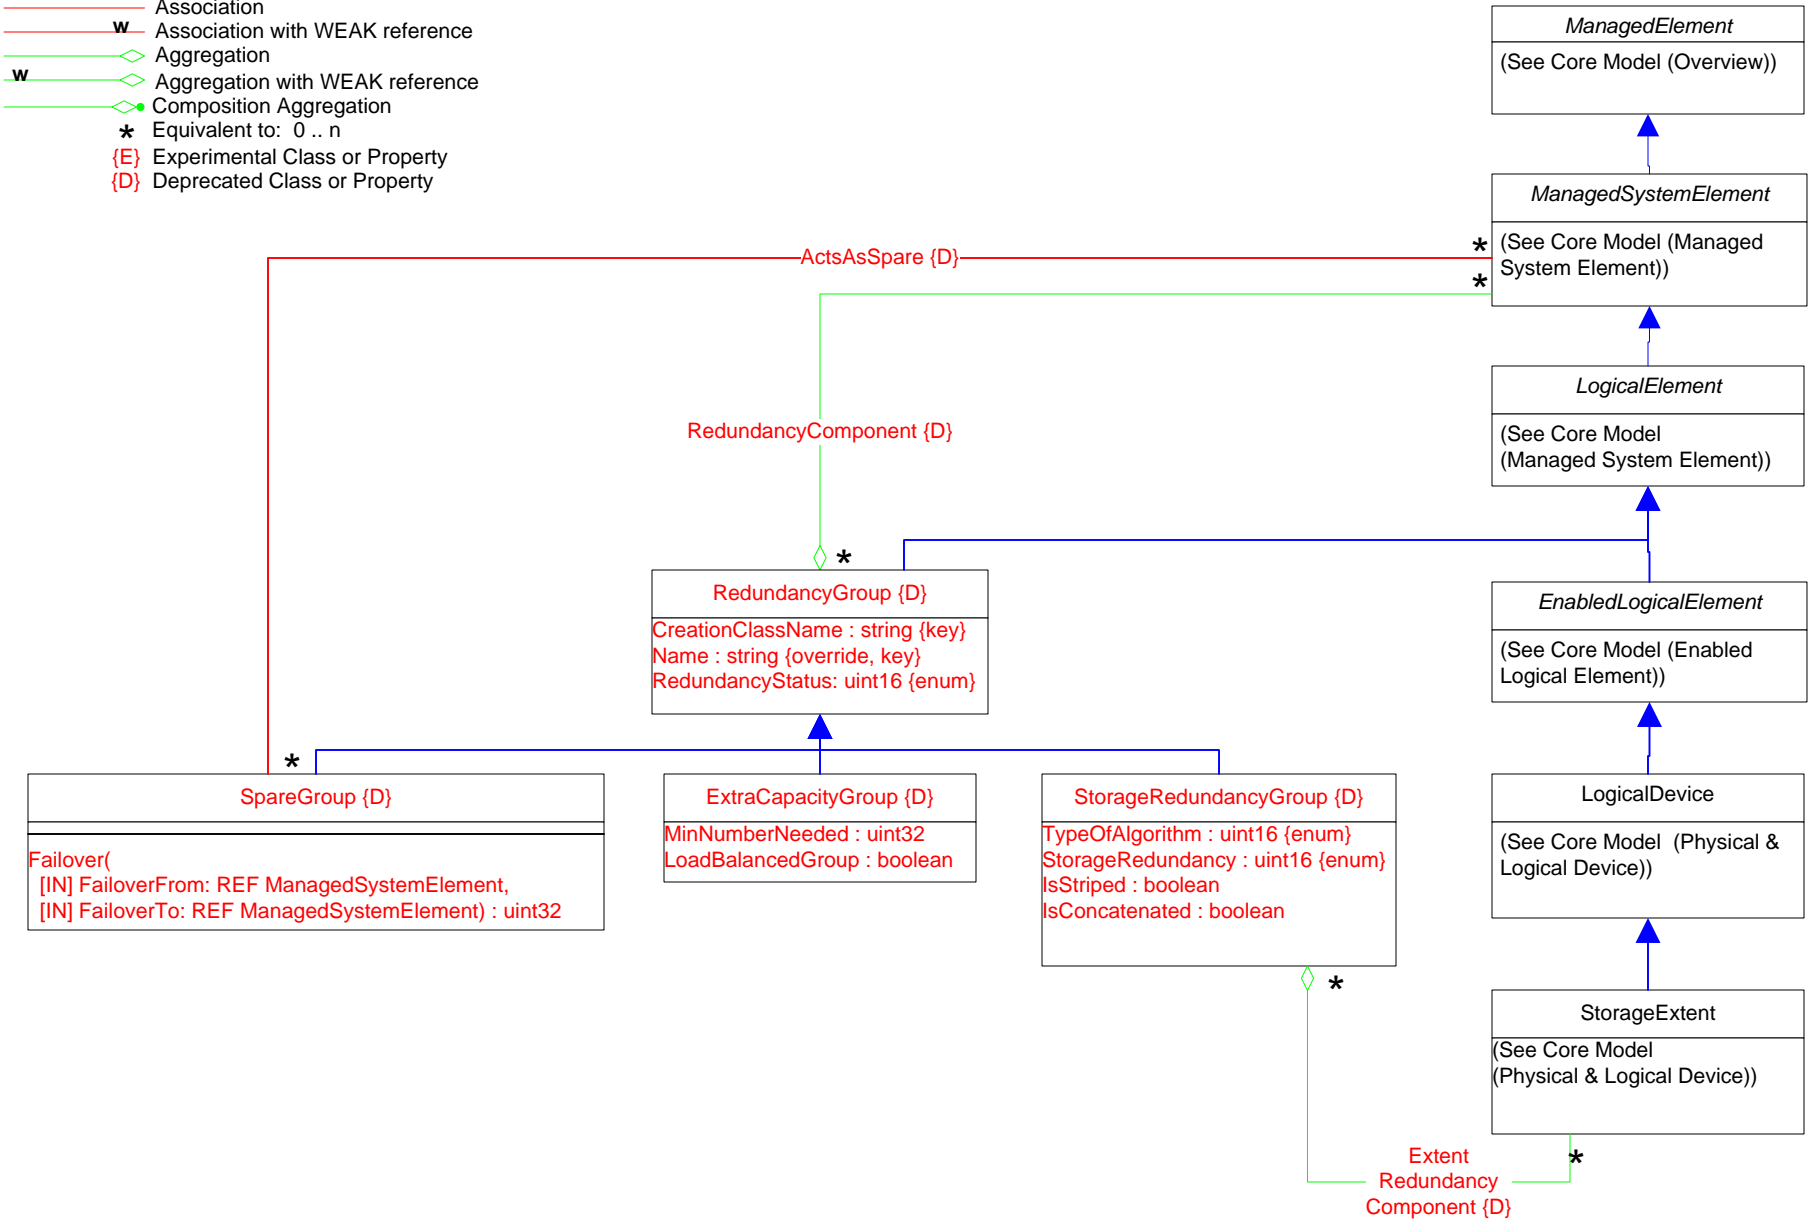 Association
w Association with WEAK reference
Aggregation
w Aggregation with WEAK reference
Composition Aggregation
* Equivalent to: 0 .. n
{E} Experimental Class or Property
{D} Deprecated Class or Property
ManagedElement
(See Core Model (Overview))
ManagedSystemElement
(See Core Model (Managed
System Element))
*
*
ActsAsSpare {D}
LogicalElement
(See Core Model
(Managed System Element))
RedundancyComponent {D}
*
RedundancyGroup {D}
CreationClassName : string {key}
Name : string {override, key}
RedundancyStatus: uint16 {enum}
EnabledLogicalElement
(See Core Model (Enabled
Logical Element))
*
SpareGroup {D}
Failover(
[IN] FailoverFrom: REF ManagedSystemElement,
[IN] FailoverTo: REF ManagedSystemElement) : uint32
ExtraCapacityGroup {D}
MinNumberNeeded : uint32
LoadBalancedGroup : boolean
StorageRedundancyGroup {D}
TypeOfAlgorithm : uint16 {enum}
StorageRedundancy : uint16 {enum}
IsStriped : boolean
IsConcatenated : boolean
*
LogicalDevice
(See Core Model (Physical &
Logical Device))
StorageExtent
(See Core Model
(Physical & Logical Device))
*
Extent
Redundancy
Component {D}